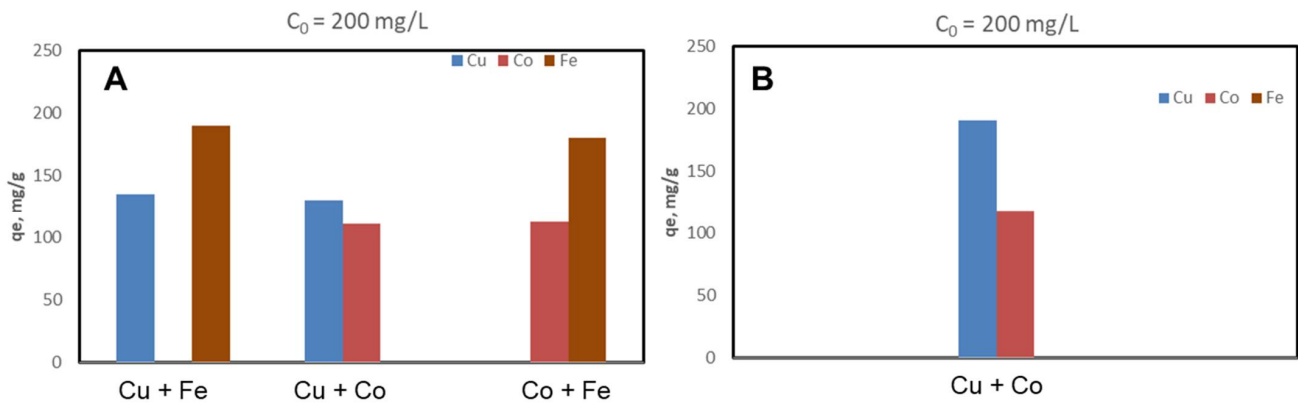 C₀ = 200 mg/L
A
Cu Co Fe
250
200
150
100
50
0
qe, mg/g
Cu + Fe Cu + Co Co + Fe
C₀ = 200 mg/L
B
Cu Co Fe
250
200
150
100
50
0
qe, mg/g
Cu + Co